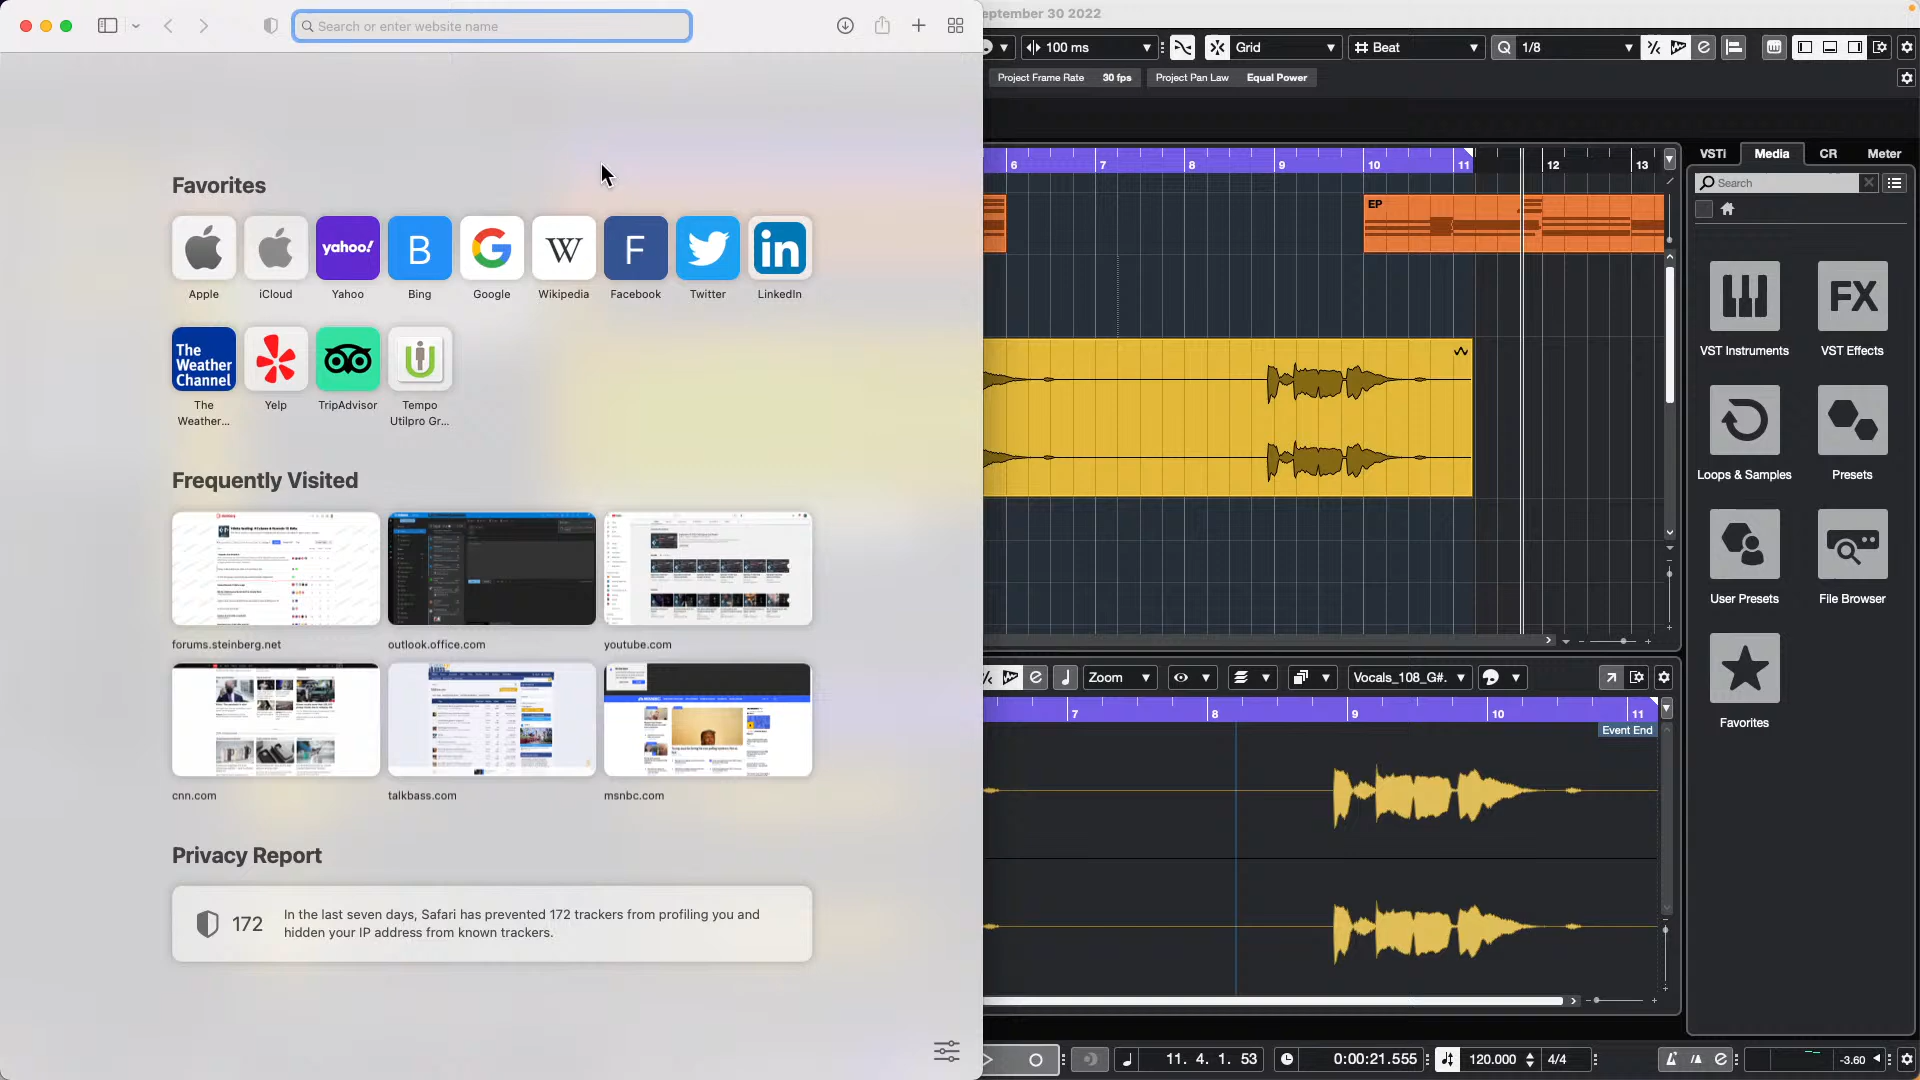 Search or enter website name
eptember 30 2022
100 ms
Grid
Beat
1/8
Project Frame Rate 30 fps
Project Pan Law Equal Power
Favorites
yahoo!
B
W
F
in
Apple
iCloud
Yahoo
Bing
Google
Wikipedia
Facebook
Twitter
LinkedIn
The
Weather
Channel
The
Weather...
Yelp
TripAdvisor
Tempo
Utilpro Gr...
Frequently Visited
forums.steinberg.net
outlook.office.com
youtube.com
cnn.com
talkbass.com
msnbc.com
Privacy Report
172
In the last seven days, Safari has prevented 172 trackers from profiling you and
hidden your IP address from known trackers.
6 7 8 9 10 11 12 13
EP
VSTi
Media
CR
Meter
Search
FX
VST Instruments
VST Effects
Loops & Samples
Presets
User Presets
File Browser
Favorites
Zoom
Vocals_108_G#.
7 8 9 10 11
Event End
11. 4. 1. 53
0:00:21.555
120.000
4/4
-3.60